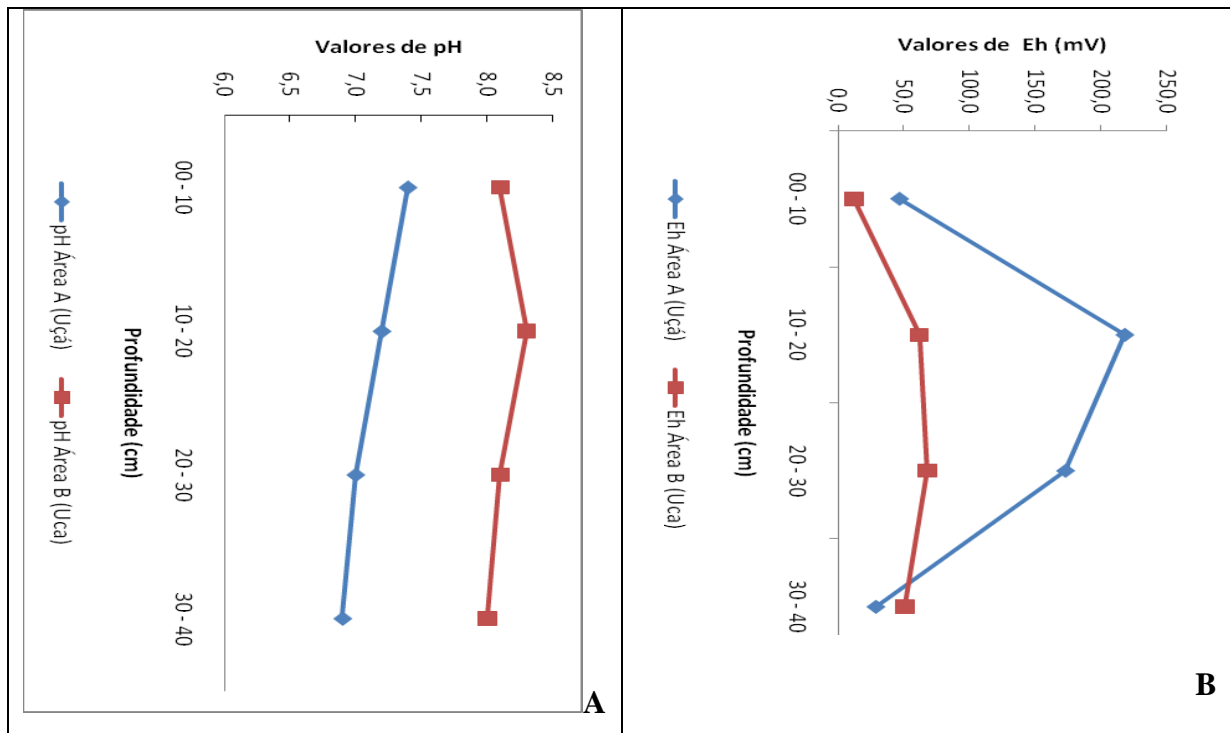 Valores de pH
6,0
6,5
7,0
7,5
8,0
8,5
00 - 10
10 - 20
20 - 30
30 - 40
Profundidade (cm)
pH Área A (Uçá)
pH Área B (Uca)
A
Valores de Eh (mV)
0,0
50,0
100,0
150,0
200,0
250,0
00 - 10
10 - 20
20 - 30
30 - 40
Profundidade (cm)
Eh Área A (Uçá)
Eh Área B (Uca)
B